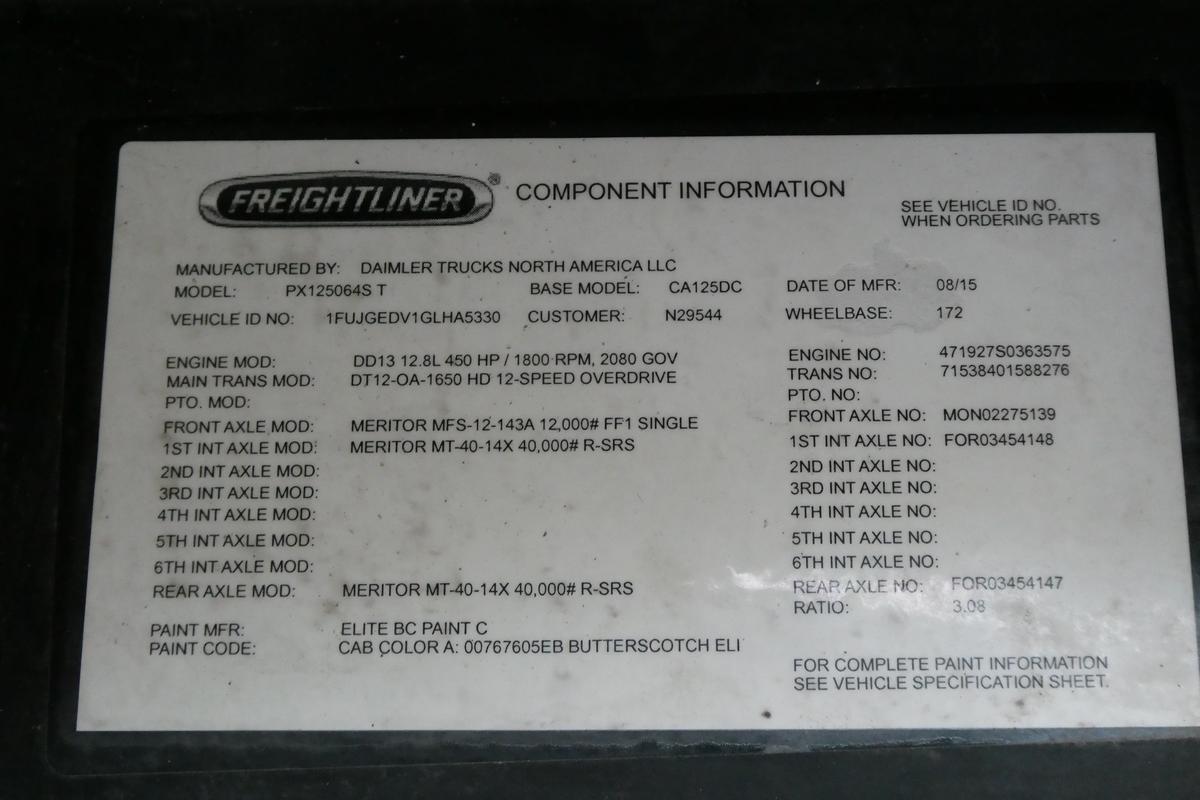 FREIGHTLINER® COMPONENT INFORMATION
SEE VEHICLE ID NO.
WHEN ORDERING PARTS
MANUFACTURED BY: DAIMLER TRUCKS NORTH AMERICA LLC
MODEL: PX125064S T BASE MODEL: CA125DC DATE OF MFR: 08/15
VEHICLE ID NO: 1FUJGEDV1GLHA5330 CUSTOMER: N29544 WHEELBASE: 172
ENGINE MOD: DD13 12.8L 450 HP / 1800 RPM, 2080 GOV ENGINE NO: 471927S0363575
MAIN TRANS MOD: DT12-OA-1650 HD 12-SPEED OVERDRIVE TRANS NO: 71538401588276
PTO. MOD: PTO. NO:
FRONT AXLE MOD: MERITOR MFS-12-143A 12,000# FF1 SINGLE FRONT AXLE NO: MON02275139
1ST INT AXLE MOD: MERITOR MT-40-14X 40,000# R-SRS 1ST INT AXLE NO: FOR03454148
2ND INT AXLE MOD: 2ND INT AXLE NO:
3RD INT AXLE MOD: 3RD INT AXLE NO:
4TH INT AXLE MOD: 4TH INT AXLE NO:
5TH INT AXLE MOD: 5TH INT AXLE NO:
6TH INT AXLE MOD: 6TH INT AXLE NO:
REAR AXLE MOD: MERITOR MT-40-14X 40,000# R-SRS REAR AXLE NO: FOR03454147
RATIO: 3.08
PAINT MFR: ELITE BC PAINT C
PAINT CODE: CAB COLOR A: 00767605EB BUTTERSCOTCH ELI
FOR COMPLETE PAINT INFORMATION
SEE VEHICLE SPECIFICATION SHEET.